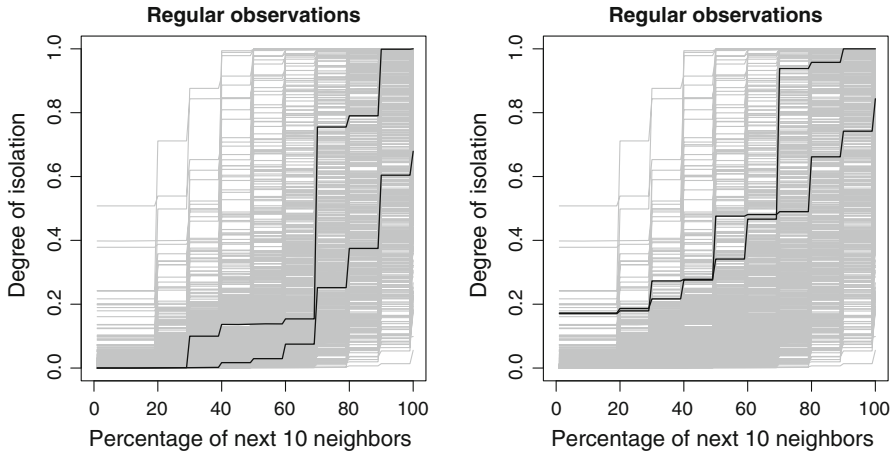 Regular observations
Degree of isolation
1.0
0.8
0.6
0.4
0.2
0.0
0 20 40 60 80 100
Percentage of next 10 neighbors
Regular observations
Degree of isolation
1.0
0.8
0.6
0.4
0.2
0.0
0 20 40 60 80 100
Percentage of next 10 neighbors